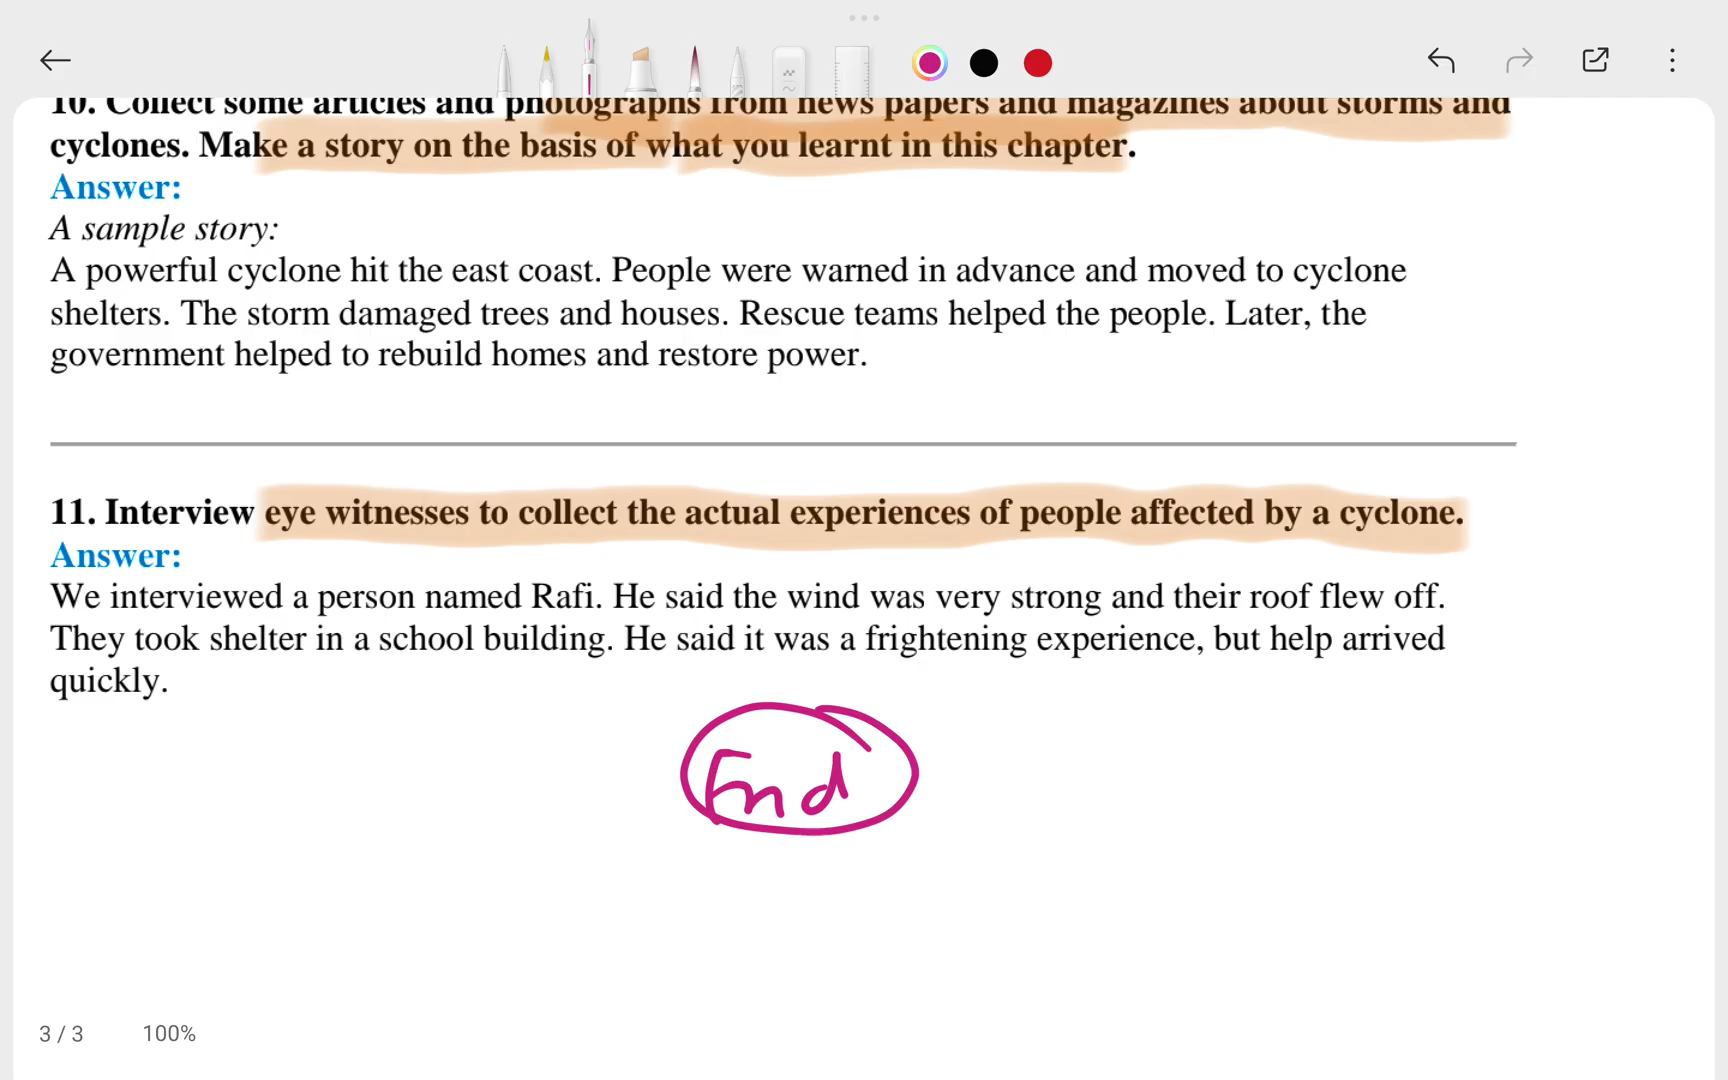 10. Collect some articles and photographs from news papers and magazines about storms and
cyclones. Make a story on the basis of what you learnt in this chapter.
Answer:
A sample story:
A powerful cyclone hit the east coast. People were warned in advance and moved to cyclone
shelters. The storm damaged trees and houses. Rescue teams helped the people. Later, the
government helped to rebuild homes and restore power.
11. Interview eye witnesses to collect the actual experiences of people affected by a cyclone.
Answer:
We interviewed a person named Rafi. He said the wind was very strong and their roof flew off.
They took shelter in a school building. He said it was a frightening experience, but help arrived
quickly.
End
3 / 3 100%